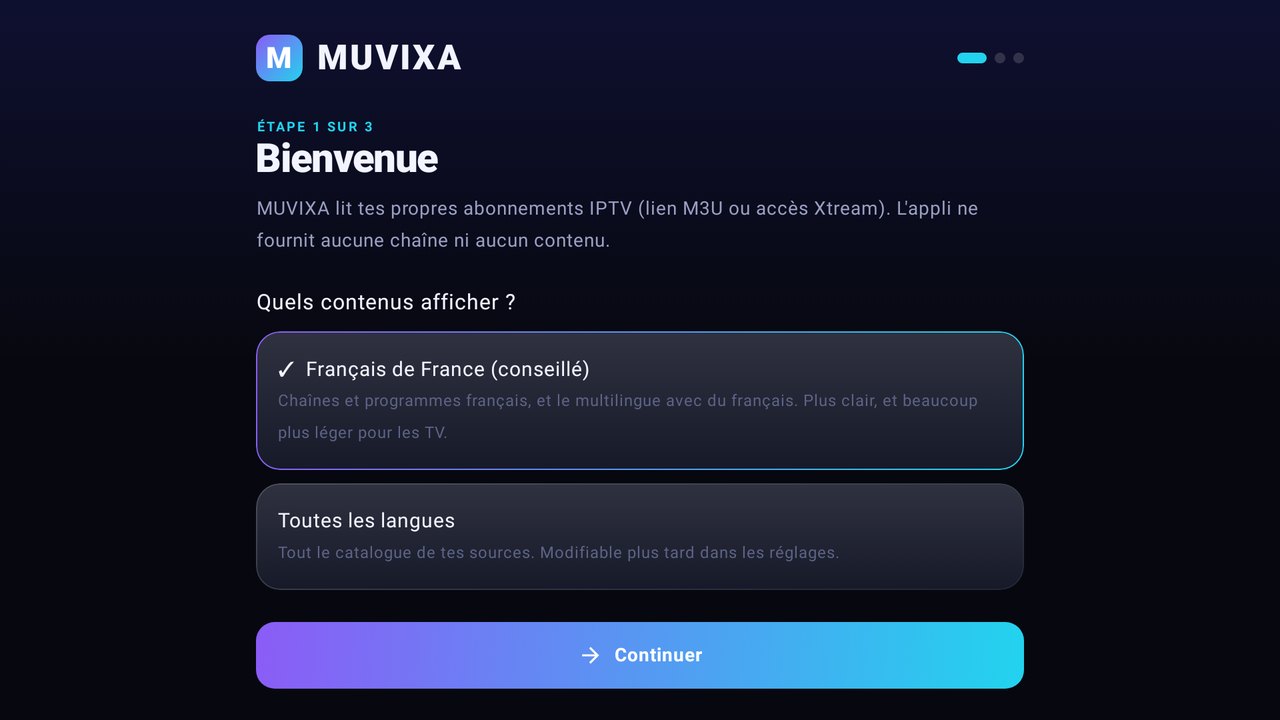 M MUVIXA
ÉTAPE 1 SUR 3
Bienvenue
MUVIXA lit tes propres abonnements IPTV (lien M3U ou accès Xtream). L'appli ne
fournit aucune chaîne ni aucun contenu.
Quels contenus afficher ?
✓ Français de France (conseillé)
Chaînes et programmes français, et le multilingue avec du français. Plus clair, et beaucoup
plus léger pour les TV.
Toutes les langues
Tout le catalogue de tes sources. Modifiable plus tard dans les réglages.
→ Continuer